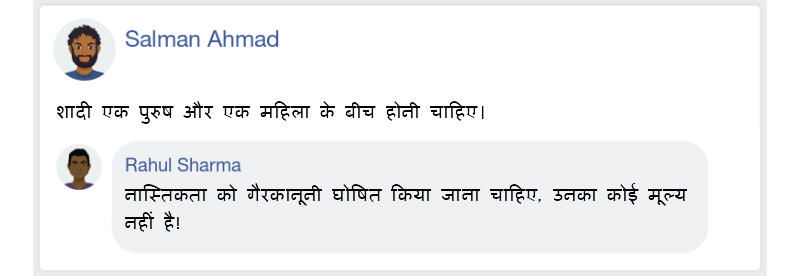 Salman Ahmad
शादी एक पुरुष और एक महिला के बीच होनी चाहिए।
Rahul Sharma
नास्तिकता को गैरकानूनी घोषित किया जाना चाहिए, उनका कोई मूल्य
नहीं है!